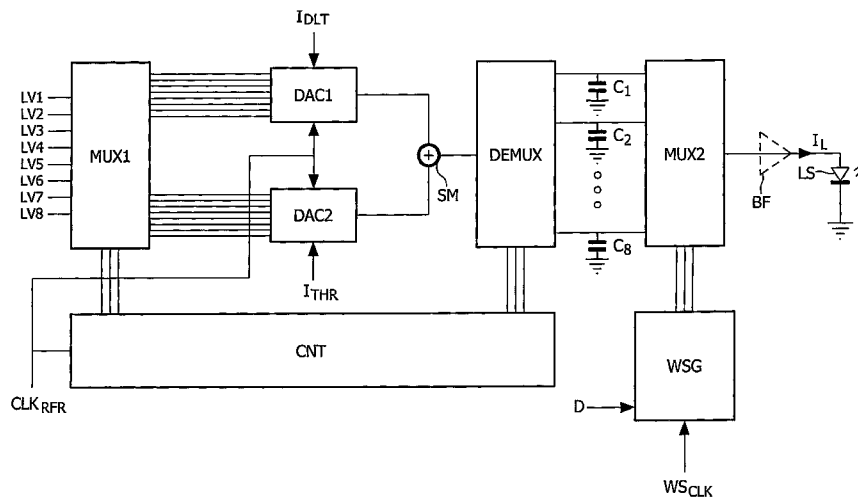 I_DLT
LV1
LV2
LV3
LV4
LV5
LV6
LV7
LV8
MUX1
DAC1
DAC2
I_THR
SM
DEMUX
C_1
C_2
C_8
MUX2
I_L
LS
BF
CNT
CLK_RFR
WSG
D
WS_CLK